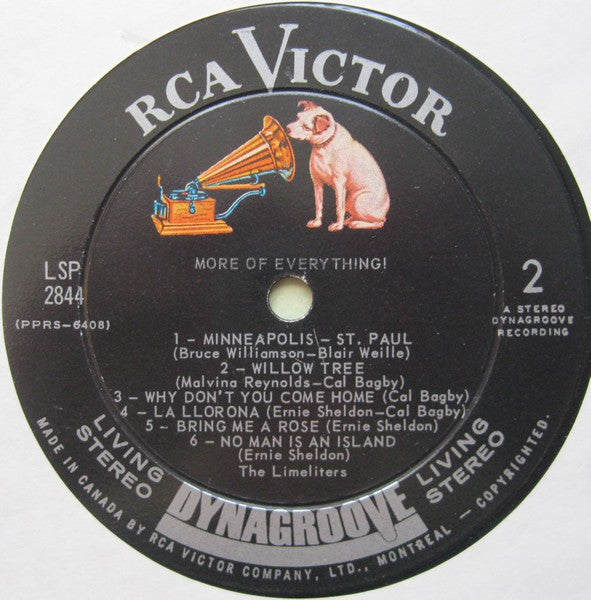 RCA VICTOR
MORE OF EVERYTHING!
LSP
2844
(PPRS-6408)
2
A STEREO
DYNAGROOVE
RECORDING
1 - MINNEAPOLIS - ST. PAUL
(Bruce Williamson-Blair Weille)
2 - WILLOW TREE
(Malvina Reynolds-Cal Bagby)
3 - WHY DON'T YOU COME HOME (Cal Bagby)
4 - LA LLORONA (Ernie Sheldon-Cal Bagby)
5 - BRING ME A ROSE (Ernie Sheldon)
6 - NO MAN IS AN ISLAND
(Ernie Sheldon)
The Limeliters
LIVING
STEREO
DYNAGROOVE
LIVING
STEREO
MADE IN CANADA BY RCA VICTOR COMPANY, LTD., MONTREAL - COPYRIGHTED.